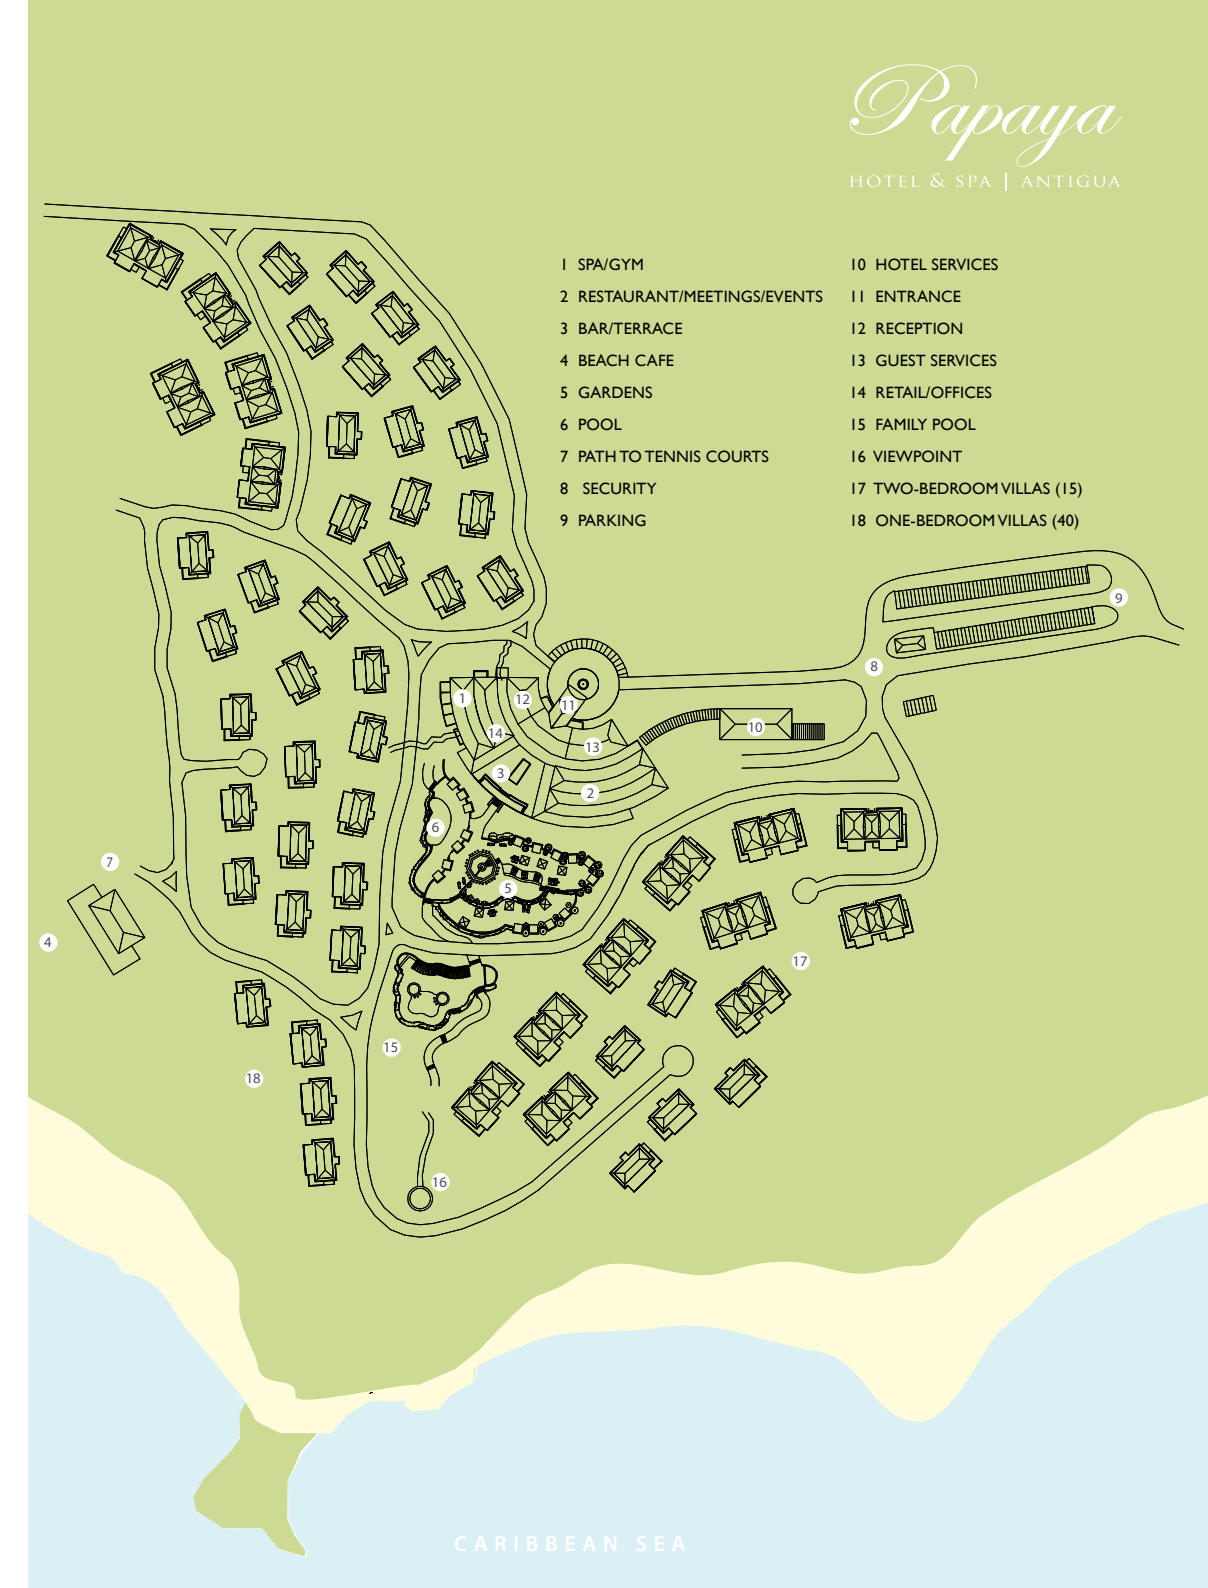 Papaya
HOTEL & SPA | ANTIGUA
1 SPA/GYM
2 RESTAURANT/MEETINGS/EVENTS
3 BAR/TERRACE
4 BEACH CAFE
5 GARDENS
6 POOL
7 PATH TO TENNIS COURTS
8 SECURITY
9 PARKING
10 HOTEL SERVICES
11 ENTRANCE
12 RECEPTION
13 GUEST SERVICES
14 RETAIL/OFFICES
15 FAMILY POOL
16 VIEWPOINT
17 TWO-BEDROOM VILLAS (15)
18 ONE-BEDROOM VILLAS (40)
9
8
1
12
11
14
13
10
3
2
6
7
5
4
17
15
18
16
CARIBBEAN SEA